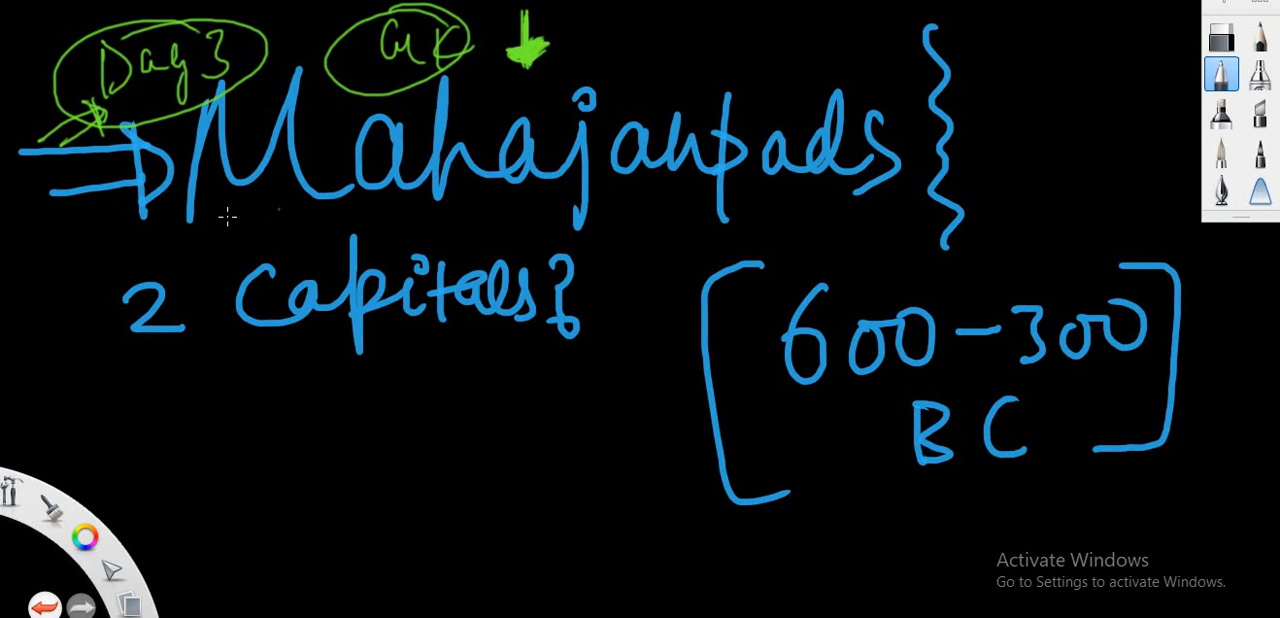 Day 3 GK
⇒ Mahajanpads }
2 capitals?
[600-300
BC]
Activate Windows
Go to Settings to activate Windows.